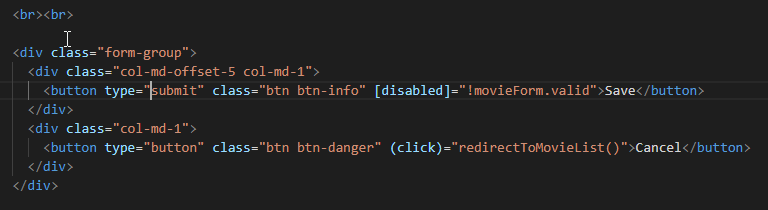 <br><br>
<div class="form-group">
<div class="col-md-offset-5 col-md-1">
<button type="submit" class="btn btn-info" [disabled]="!movieForm.valid">Save</button>
</div>
<div class="col-md-1">
<button type="button" class="btn btn-danger" (click)="redirectToMovieList()">Cancel</button>
</div>
</div>